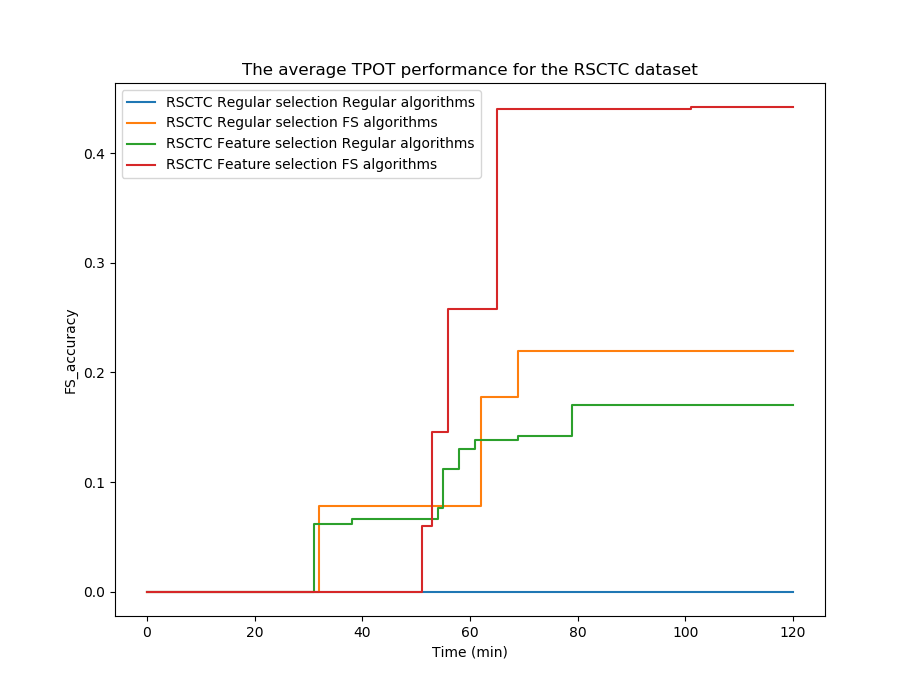 The average TPOT performance for the RSCTC dataset
RSCTC Regular selection Regular algorithms
RSCTC Regular selection FS algorithms
RSCTC Feature selection Regular algorithms
RSCTC Feature selection FS algorithms
FS_accuracy
0.4
0.3
0.2
0.1
0.0
0 20 40 60 80 100 120
Time (min)